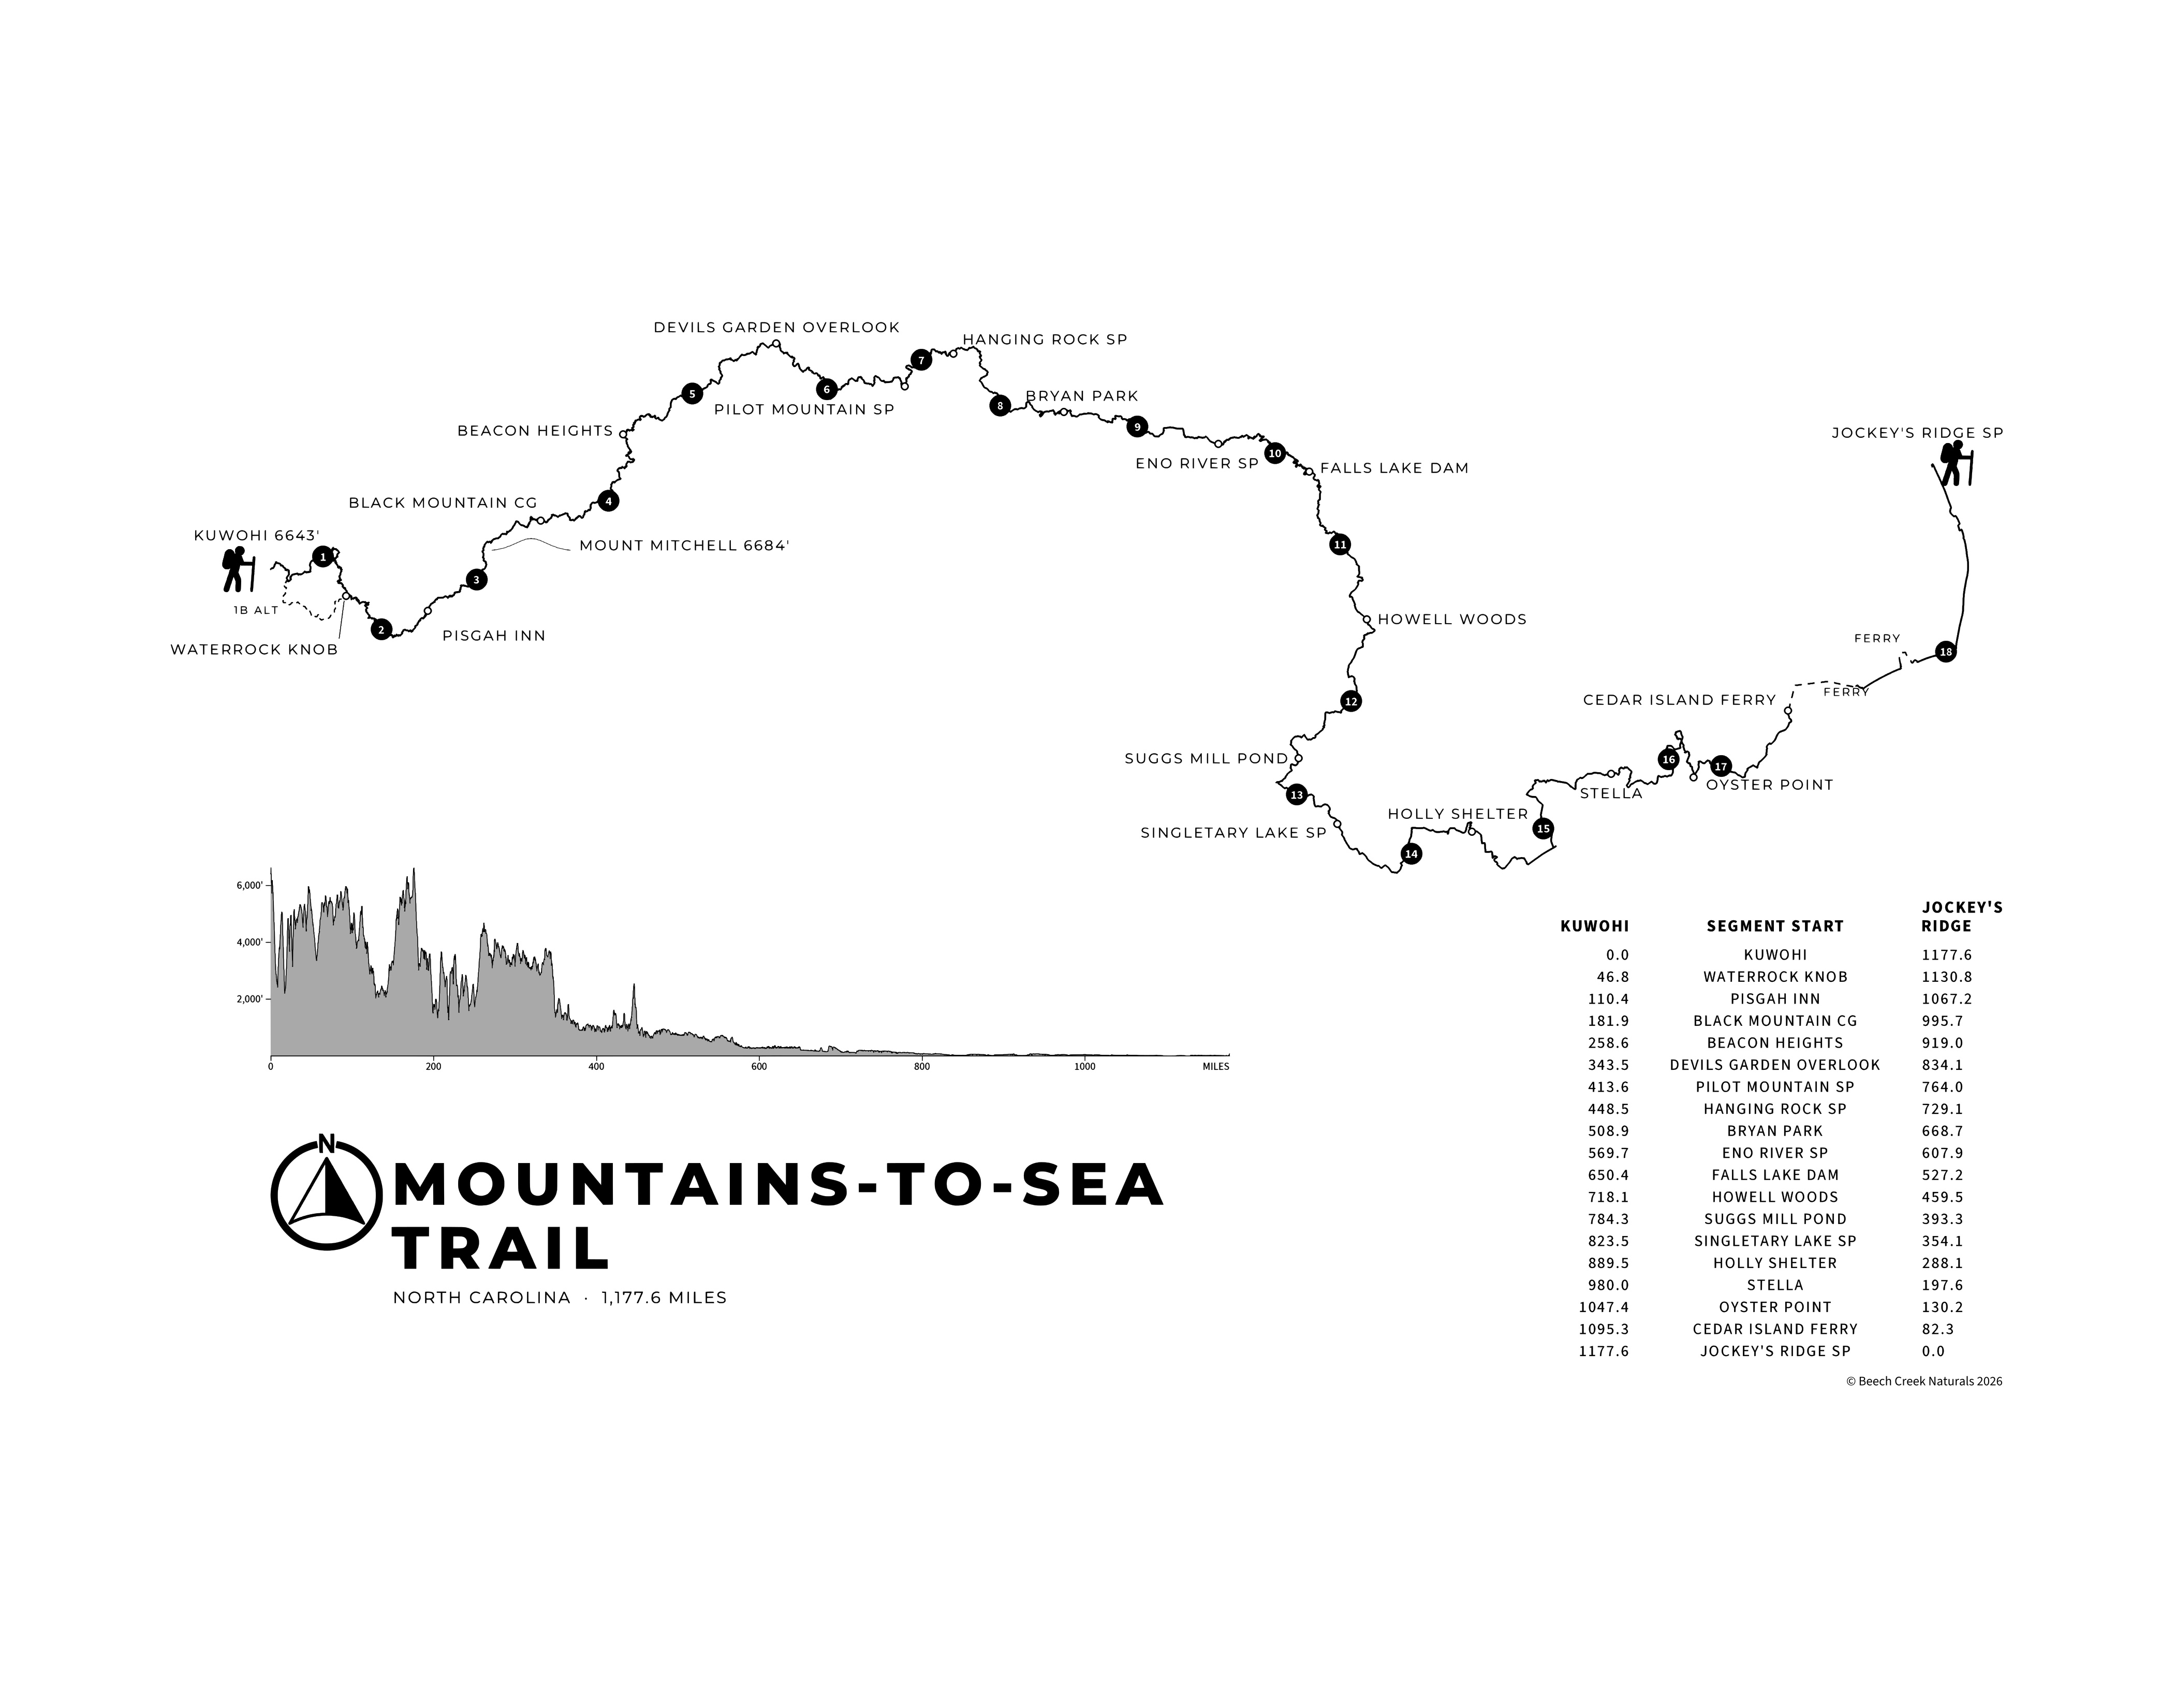 DEVILS GARDEN OVERLOOK
HANGING ROCK SP
7
5
6
BRYAN PARK
PILOT MOUNTAIN SP
8
9
BEACON HEIGHTS
JOCKEY'S RIDGE SP
10
ENO RIVER SP
FALLS LAKE DAM
BLACK MOUNTAIN CG
4
KUWOHI 6643'
11
MOUNT MITCHELL 6684'
1
3
1B ALT
HOWELL WOODS
2
PISGAH INN
FERRY
WATERROCK KNOB
18
FERRY
CEDAR ISLAND FERRY
12
SUGGS MILL POND
16
17
OYSTER POINT
STELLA
13
HOLLY SHELTER
SINGLETARY LAKE SP
15
14
6,000'
4,000'
2,000'
0 200 400 600 800 1000 MILES
N
MOUNTAINS-TO-SEA
TRAIL
NORTH CAROLINA · 1,177.6 MILES
KUWOHI SEGMENT START JOCKEY'S RIDGE
0.0 KUWOHI 1177.6
46.8 WATERROCK KNOB 1130.8
110.4 PISGAH INN 1067.2
181.9 BLACK MOUNTAIN CG 995.7
258.6 BEACON HEIGHTS 919.0
343.5 DEVILS GARDEN OVERLOOK 834.1
413.6 PILOT MOUNTAIN SP 764.0
448.5 HANGING ROCK SP 729.1
508.9 BRYAN PARK 668.7
569.7 ENO RIVER SP 607.9
650.4 FALLS LAKE DAM 527.2
718.1 HOWELL WOODS 459.5
784.3 SUGGS MILL POND 393.3
823.5 SINGLETARY LAKE SP 354.1
889.5 HOLLY SHELTER 288.1
980.0 STELLA 197.6
1047.4 OYSTER POINT 130.2
1095.3 CEDAR ISLAND FERRY 82.3
1177.6 JOCKEY'S RIDGE SP 0.0
© Beech Creek Naturals 2026